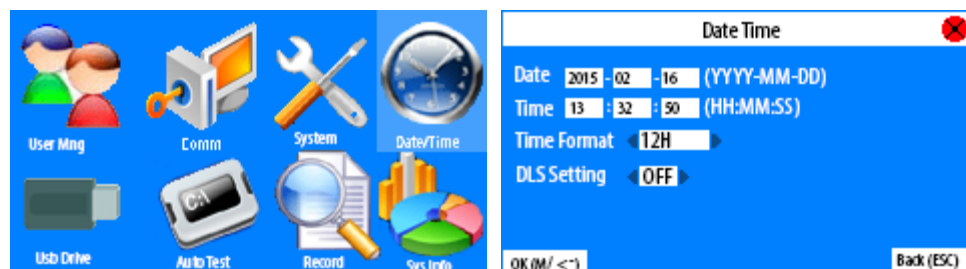 User Mng
Comm
System
Date/Time
C:\
Usb Drive
Auto Test
Record
Sys Info
Date Time
Date 2015 - 02 - 16 (YYYY-MM-DD)
Time 13 : 32 : 50 (HH:MM:SS)
Time Format 12H
DLS Setting OFF
OK (M/ <-)
Back (ESC)